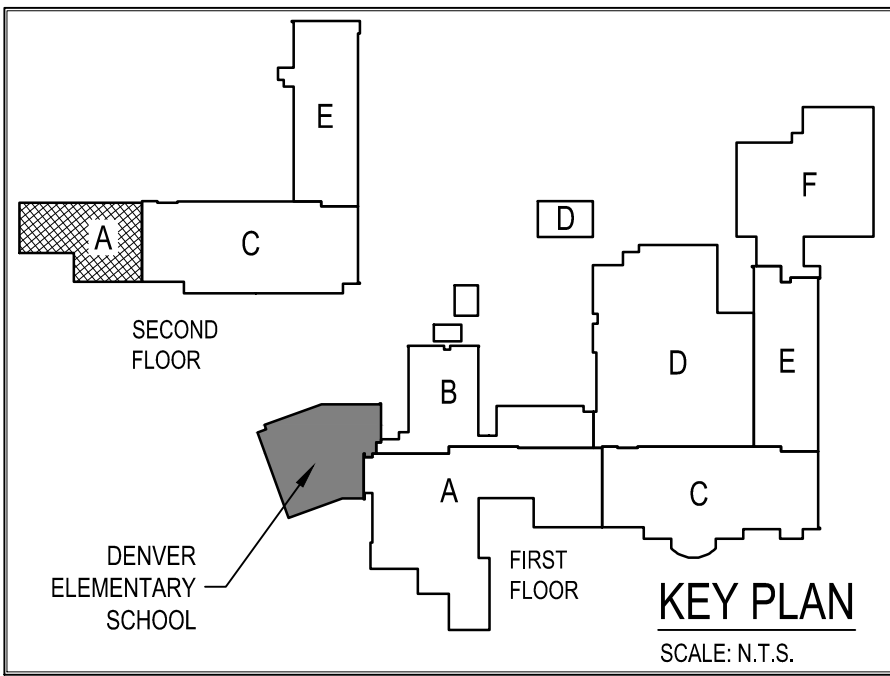 E
A
C
SECOND
FLOOR
D
F
B
D
E
A
C
DENVER
ELEMENTARY
SCHOOL
FIRST
FLOOR
KEY PLAN
SCALE: N.T.S.